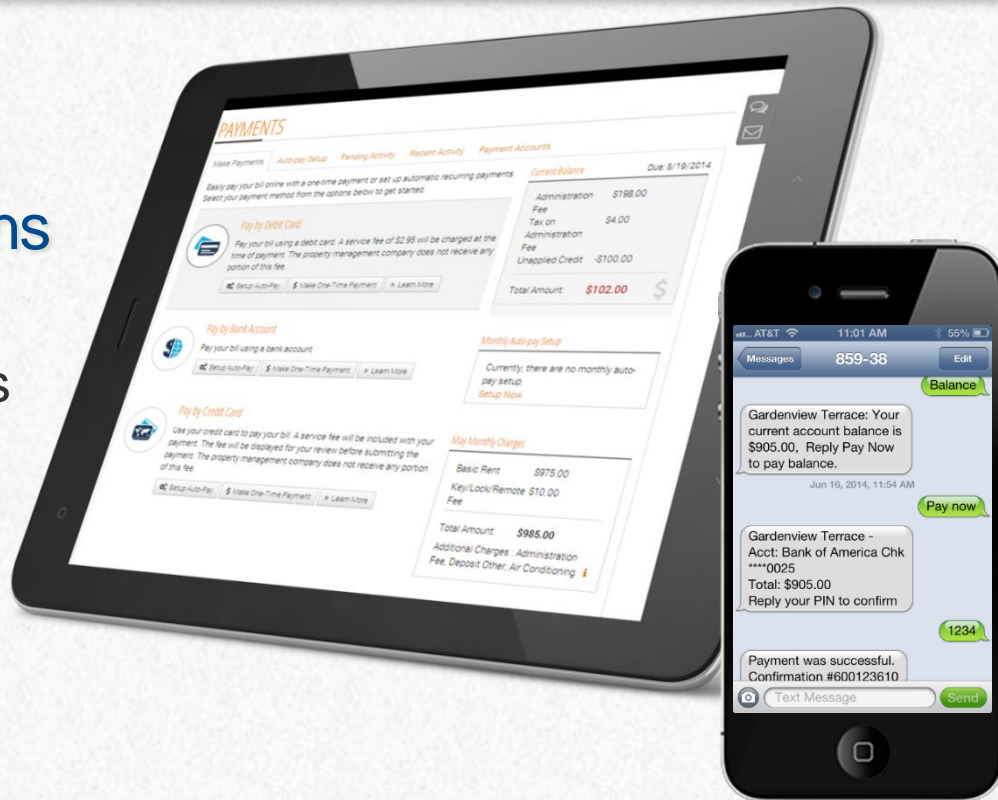 ns
s
PAYMENTS
Make Payments Auto-pay Setup Pending Activity Recent Activity Payment Accounts
Easily pay your bill online with a one-time payment or set up automatic recurring payments.
Select your payment method from the options below to get started.
Pay by Debit Card
Pay your bill using a debit card. A service fee of $2.95 will be charged at the
time of payment. The property management company does not receive any
portion of this fee.
Setup Auto-Pay $ Make One-Time Payment » Learn More
Pay by Bank Account
Pay your bill using a bank account.
Setup Auto-Pay $ Make One-Time Payment » Learn More
Pay by Credit Card
Use your credit card to pay your bill. A service fee will be included with your
payment. The fee will be displayed for your review before submitting the
payment. The property management company does not receive any portion
of this fee.
Setup Auto-Pay $ Make One-Time Payment » Learn More
Current Balance Due: 5/19/2014
Administration $198.00
Fee
Tax on $4.00
Administration
Fee
Unapplied Credit -$100.00
Total Amount: $102.00 $
Monthly Auto-pay Setup
Currently, there are no monthly auto-
pay setup.
Setup Now
May Monthly Charges
Basic Rent $975.00
Key/Lock/Remote $10.00
Fee
Total Amount: $985.00
Additional Charges : Administration
Fee, Deposit Other, Air Conditioning i
AT&T 11:01 AM 55%
Messages 859-38 Edit
Balance
Gardenview Terrace: Your
current account balance is
$905.00, Reply Pay Now
to pay balance.
Jun 16, 2014, 11:54 AM
Pay now
Gardenview Terrace -
Acct: Bank of America Chk
****0025
Total: $905.00
Reply your PIN to confirm
1234
Payment was successful.
Confirmation #600123610
Text Message Send